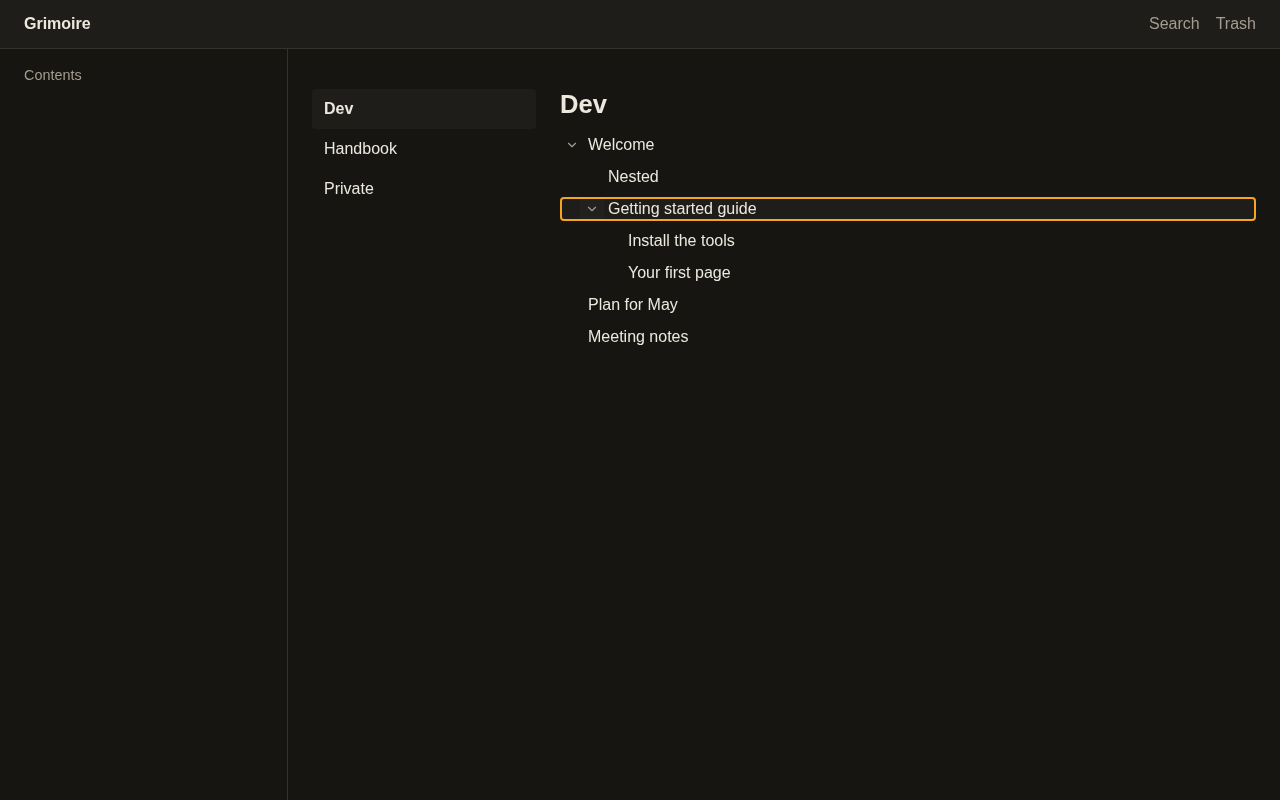 Grimoire
Search Trash
Contents
Dev
Handbook
Private
Dev
Welcome
Nested
Getting started guide
Install the tools
Your first page
Plan for May
Meeting notes